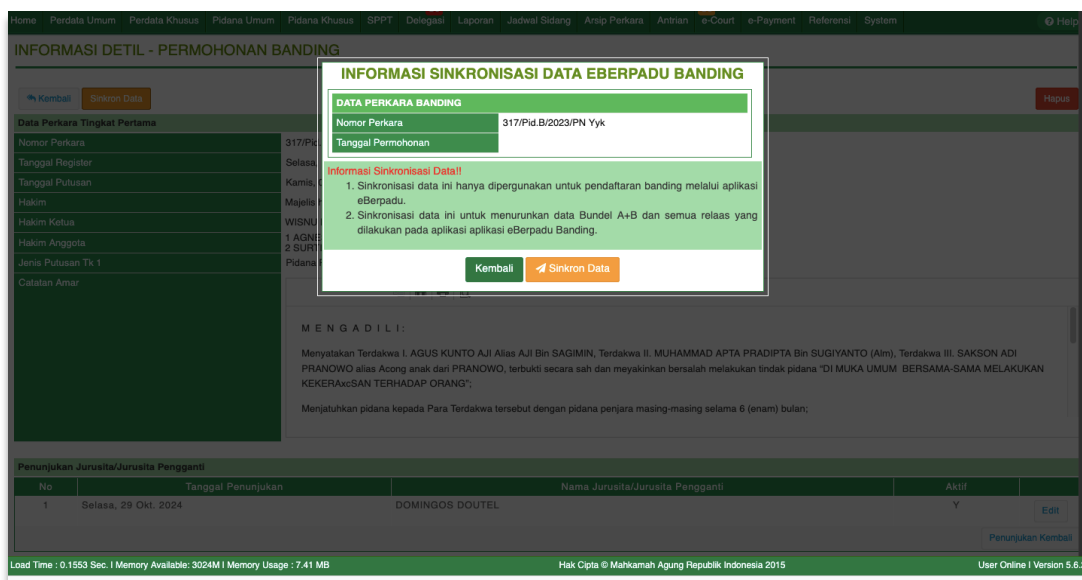 Home Perdata Umum Perdata Khusus Pidana Umum Pidana Khusus SPPT Delegasi Laporan Jadwal Sidang Arsip Perkara Antrian e-Court e-Payment Referensi System Help
INFORMASI DETIL - PERMOHONAN BANDING
INFORMASI SINKRONISASI DATA EBERPADU BANDING
Kembali Sinkron Data Hapus
DATA PERKARA BANDING
Nomor Perkara 317/Pid.B/2023/PN Yyk
Tanggal Permohonan
Informasi Sinkronisasi Data!!
1. Sinkronisasi data ini hanya dipergunakan untuk pendaftaran banding melalui aplikasi
eBerpadu.
2. Sinkronisasi data ini untuk menurunkan data Bundel A+B dan semua relaas yang
dilakukan pada aplikasi aplikasi eBerpadu Banding.
Kembali Sinkron Data
Data Perkara Tingkat Pertama
Nomor Perkara
Tanggal Register Selasa,
Tanggal Putusan Kamis,
Hakim Majelis
Hakim Ketua WISNU
Hakim Anggota 1 AGNE
2 SURT
Jenis Putusan Tk 1 Pidana
Catatan Amar
M E N G A D I L I :
Menyatakan Terdakwa I. AGUS KUNTO AJI Alias AJI Bin SAGIMIN, Terdakwa II. MUHAMMAD APTA PRADIPTA Bin SUGIYANTO (Alm), Terdakwa III. SAKSON ADI
PRANOWO alias Acong anak dari PRANOWO, terbukti secara sah dan meyakinkan bersalah melakukan tindak pidana “DI MUKA UMUM BERSAMA-SAMA MELAKUKAN
KEKERAxcSAN TERHADAP ORANG”;
Menjatuhkan pidana kepada Para Terdakwa tersebut dengan pidana penjara masing-masing selama 6 (enam) bulan;
Penunjukan Jurusita/Jurusita Pengganti
No Tanggal Penunjukan Nama Jurusita/Jurusita Pengganti Aktif
1 Selasa, 29 Okt. 2024 DOMINGOS DOUTEL Y Edit
Penunjukan Kembali
Load Time : 0.1553 Sec. I Memory Available: 3024M I Memory Usage : 7.41 MB Hak Cipta © Mahkamah Agung Republik Indonesia 2015 User Online I Version 5.6.